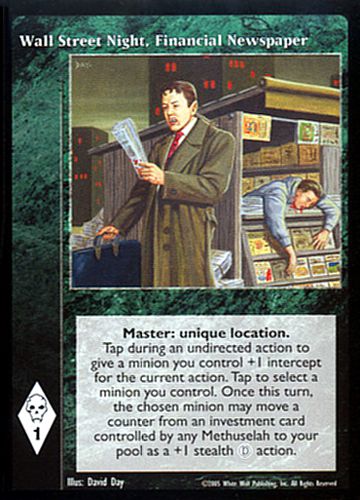 Wall Street Night, Financial Newspaper
Master: unique location.
Tap during an undirected action to
give a minion you control +1 intercept
for the current action. Tap to select a
minion you control. Once this turn,
the chosen minion may move a
counter from an investment card
controlled by any Methuselah to your
pool as a +1 stealth Ⓓ action.
1
Illus: David Day
©2005 White Wolf Publishing, Inc. All Rights Reserved